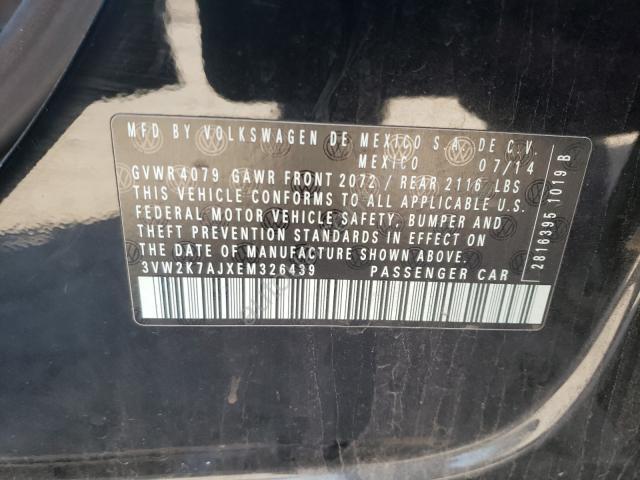 MFD BY VOLKSWAGEN DE MEXICO S.A. DE C.V.
MEXICO 07/14
GVWR 4079 GAWR FRONT 2072 / REAR 2116 LBS
THIS VEHICLE CONFORMS TO ALL APPLICABLE U.S.
FEDERAL MOTOR VEHICLE SAFETY, BUMPER AND
THEFT PREVENTION STANDARDS IN EFFECT ON
THE DATE OF MANUFACTURE SHOWN ABOVE.
3VW2K7AJXEM326439 PASSENGER CAR
2816395 1019 B